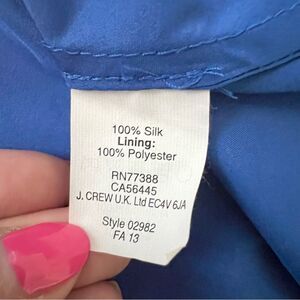 100% Silk
Lining:
100% Polyester
RN77388
CA56445
J. CREW U.K. Ltd EC4V 6JA
Style 02982
FA 13